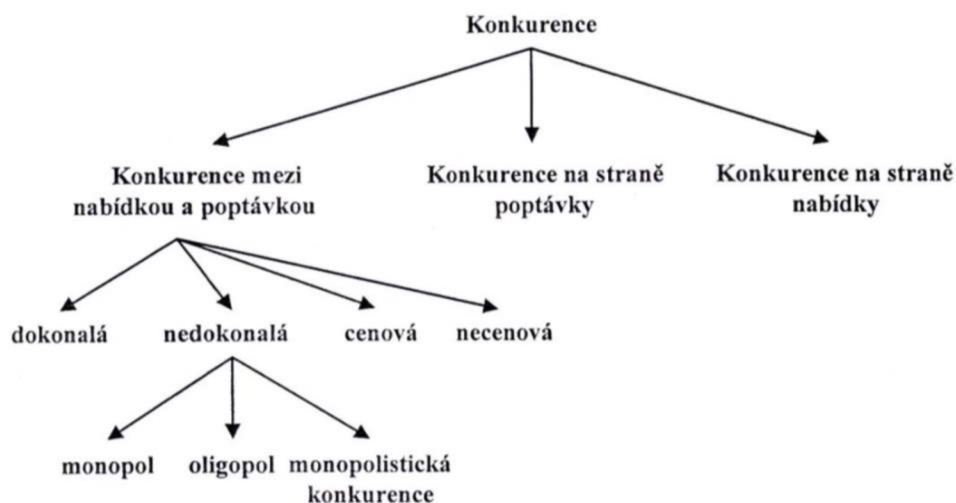 Konkurence
Konkurence mezi
nabídkou a poptávkou
Konkurence na straně
poptávky
Konkurence na straně
nabídky
dokonalá
nedokonalá
cenová
necenová
monopol
oligopol
monopolistická
konkurence